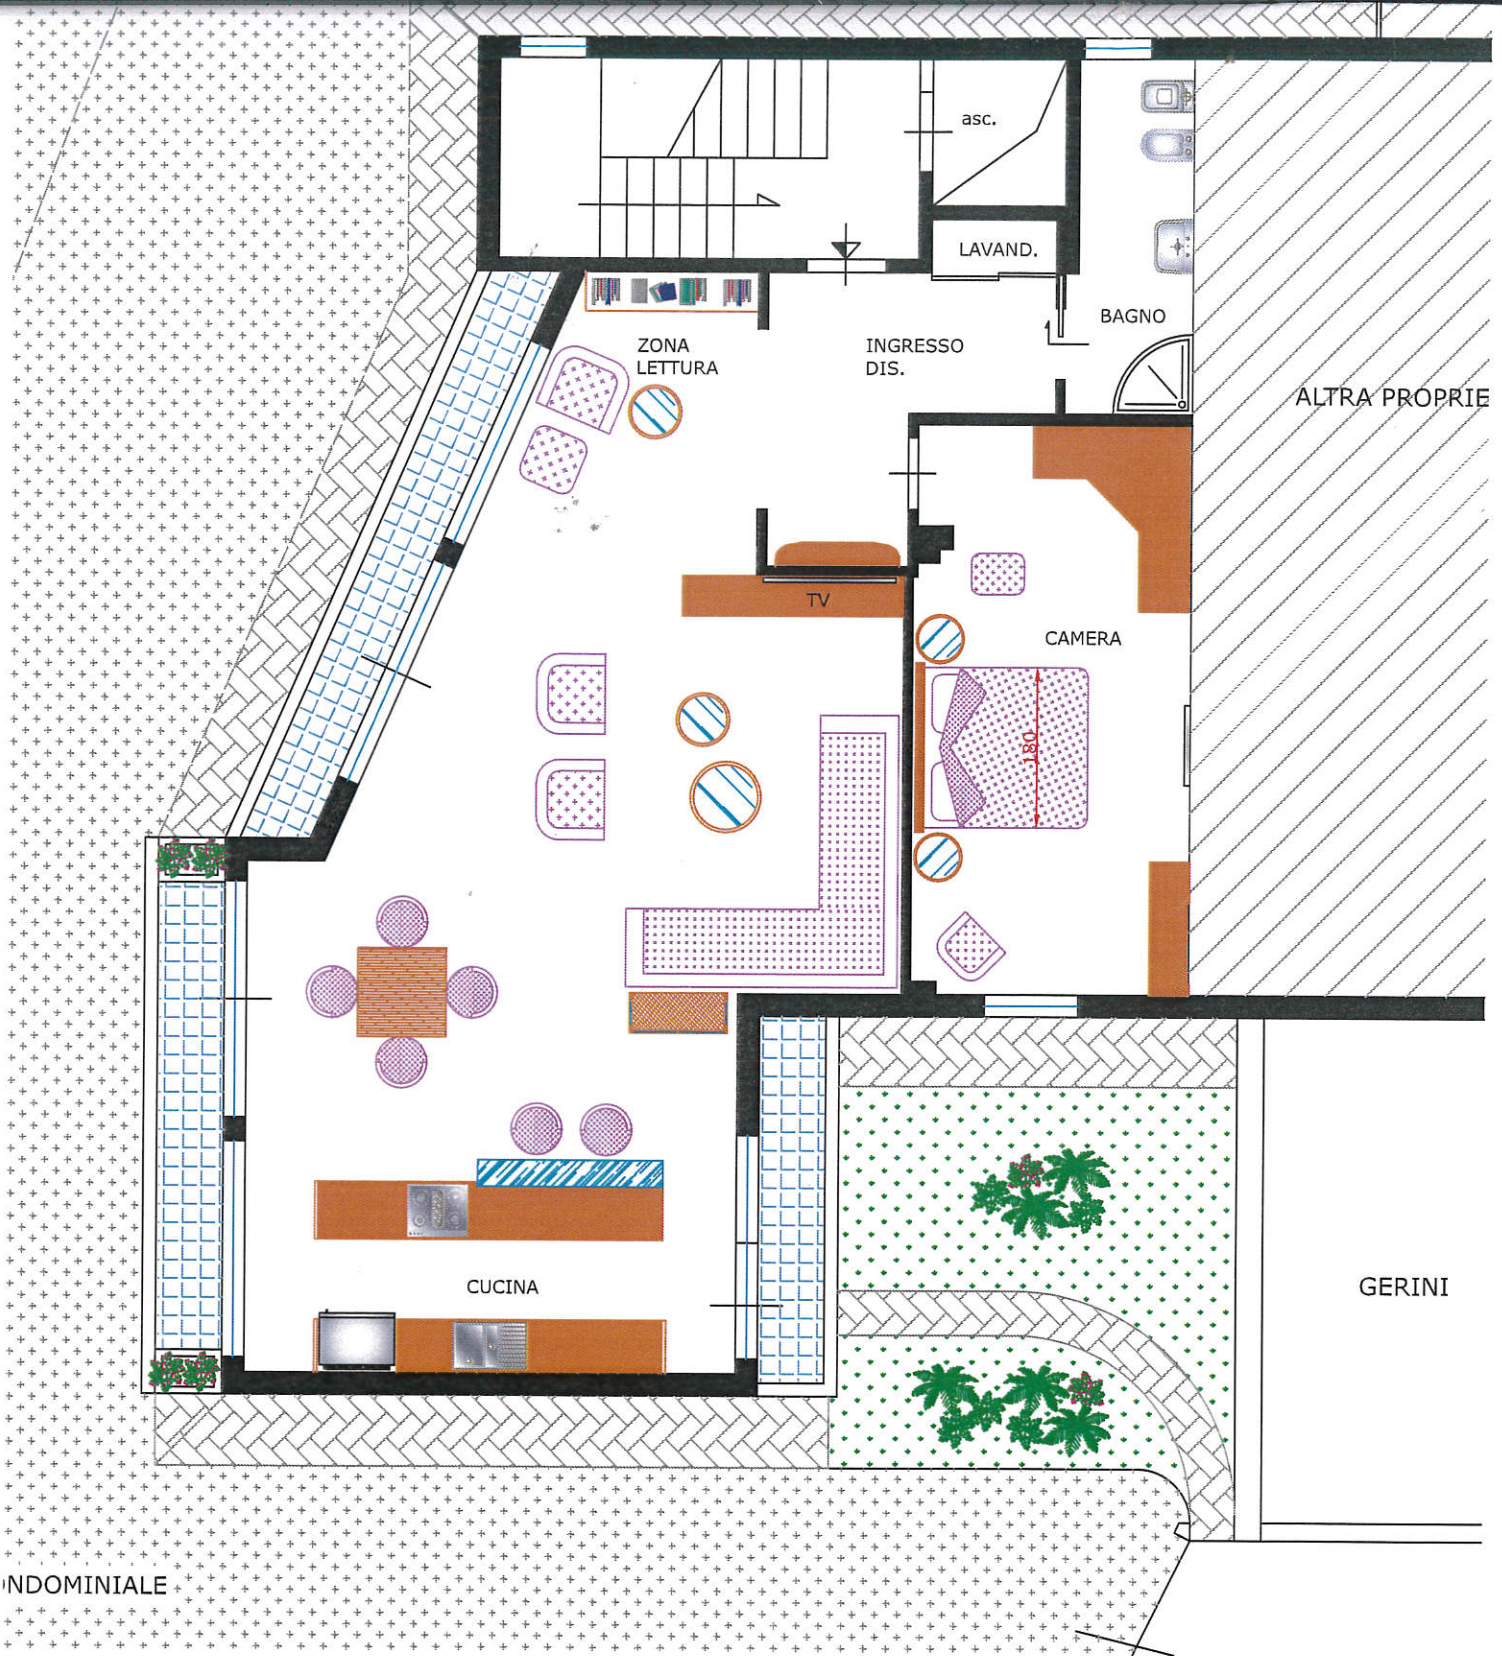 asc.
LAVAND.
BAGNO
ZONA
LETTURA
INGRESSO
DIS.
ALTRA PROPRIE
TV
CAMERA
180
CUCINA
GERINI
NDOMINIALE